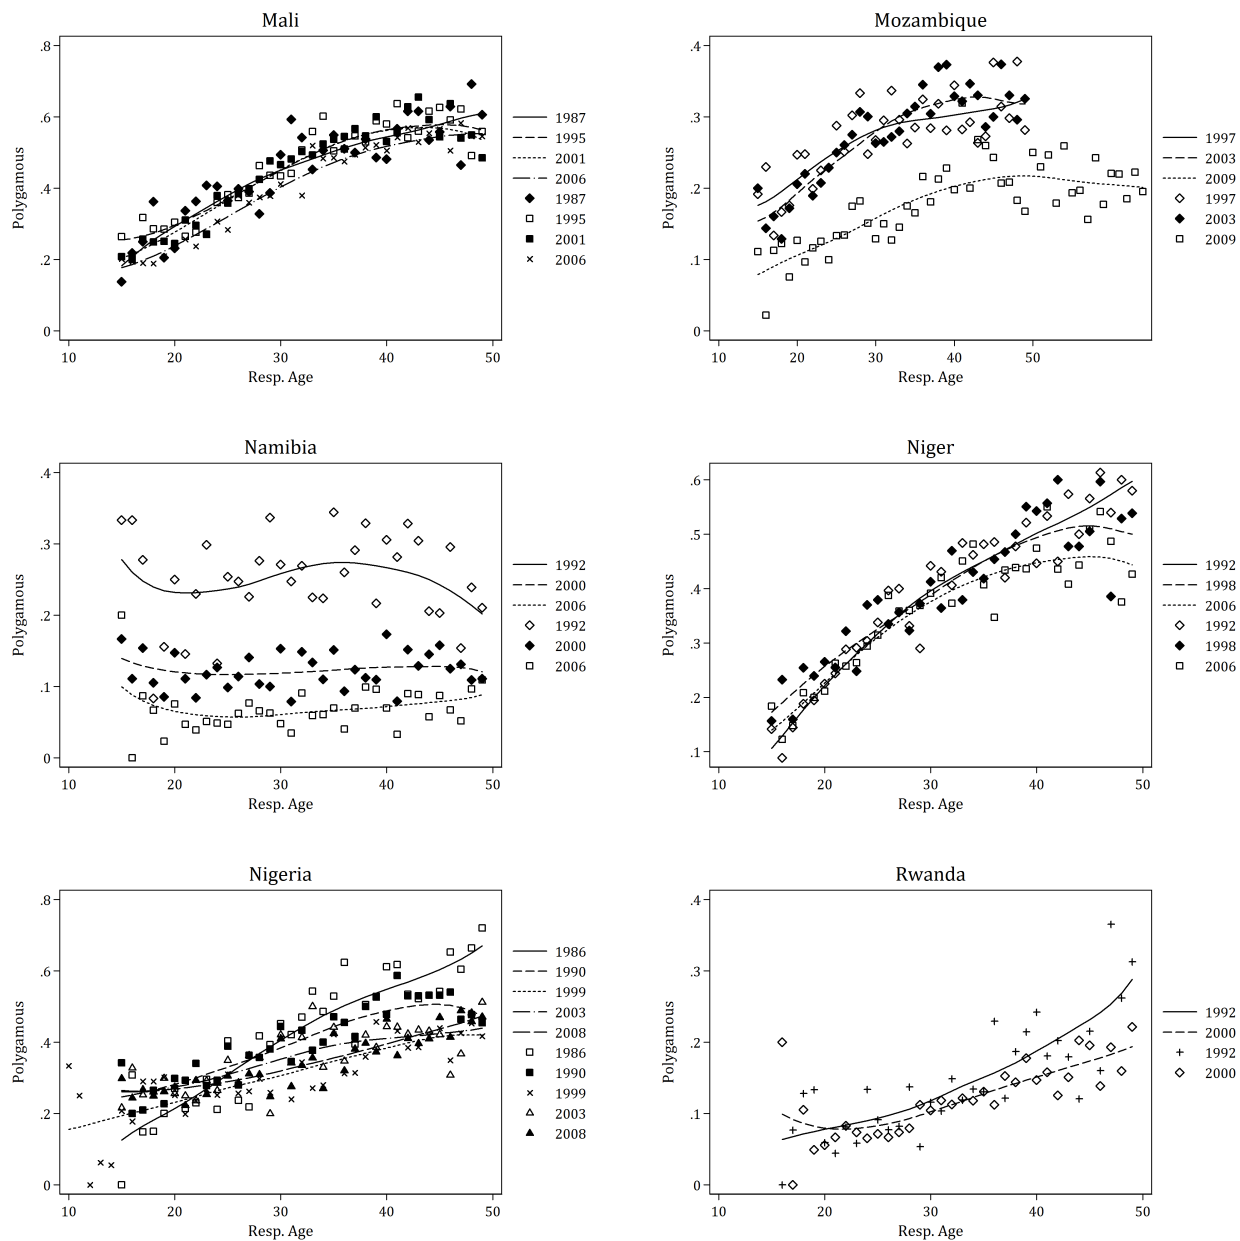 Mali
Polygamous
.8
.6
.4
.2
0
10 20 30 40 50
Resp. Age
1987
1995
2001
2006
1987
1995
2001
2006
Mozambique
Polygamous
.4
.3
.2
.1
0
10 20 30 40 50
Resp. Age
1997
2003
2009
1997
2003
2009
Namibia
Polygamous
.4
.3
.2
.1
0
10 20 30 40 50
Resp. Age
1992
2000
2006
1992
2000
2006
Niger
Polygamous
.6
.5
.4
.3
.2
.1
10 20 30 40 50
Resp. Age
1992
1998
2006
1992
1998
2006
Nigeria
Polygamous
.8
.6
.4
.2
0
10 20 30 40 50
Resp. Age
1986
1990
1999
2003
2008
1986
1990
1999
2003
2008
Rwanda
Polygamous
.4
.3
.2
.1
0
10 20 30 40 50
Resp. Age
1992
2000
1992
2000